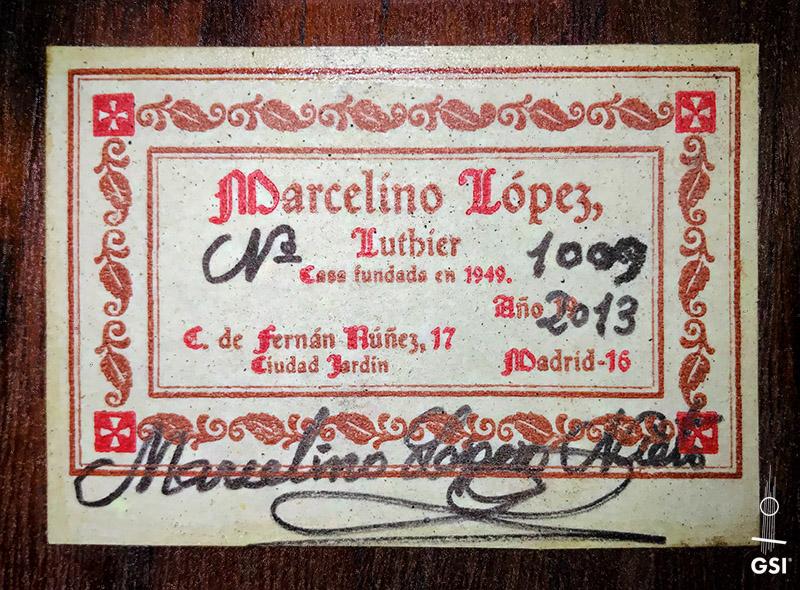 Marcelino López,
Nº Luthier 1009
Casa fundada en 1949.
Año 2013
C. de Fernán Núñez, 17
Ciudad Jardín Madrid-16
Marcelino López Nieto
GSI